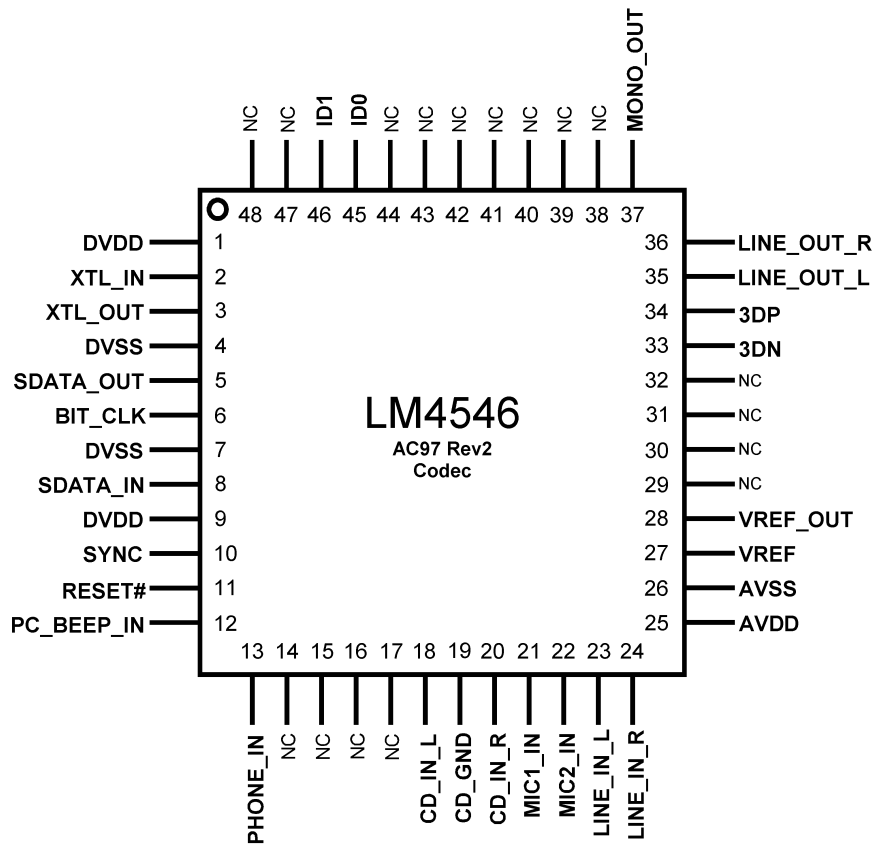 NC NC ID1 ID0 NC NC NC NC NC NC NC MONO_OUT
48 47 46 45 44 43 42 41 40 39 38 37
DVDD 1 36 LINE_OUT_R
XTL_IN 2 35 LINE_OUT_L
XTL_OUT 3 34 3DP
DVSS 4 33 3DN
SDATA_OUT 5 32 NC
BIT_CLK 6 31 NC
LM4546
AC97 Rev2
Codec
DVSS 7 30 NC
SDATA_IN 8 29 NC
DVDD 9 28 VREF_OUT
SYNC 10 27 VREF
RESET# 11 26 AVSS
PC_BEEP_IN 12 25 AVDD
13 14 15 16 17 18 19 20 21 22 23 24
PHONE_IN NC NC NC NC CD_IN_L CD_GND CD_IN_R MIC1_IN MIC2_IN LINE_IN_L LINE_IN_R